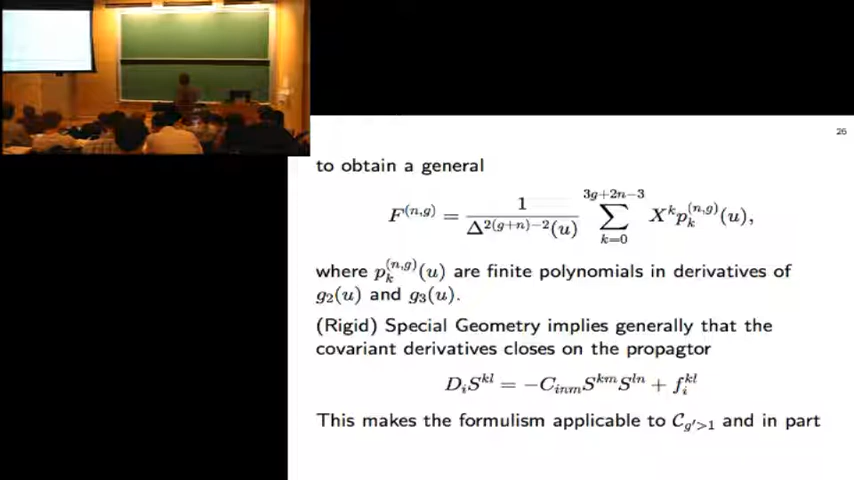 26
to obtain a general
F^{(n,g)} = \frac{1}{\Delta^{2(g+n)-2}(u)} \sum_{k=0}^{3g+2n-3} X^k p_k^{(n,g)}(u),
where p_k^{(n,g)}(u) are finite polynomials in derivatives of
g_2(u) and g_3(u).
(Rigid) Special Geometry implies generally that the
covariant derivatives closes on the propagtor
D_i S^{kl} = -C_{inm} S^{km} S^{ln} + f_i^{kl}
This makes the formulism applicable to \mathcal{C}_{g'>1} and in part